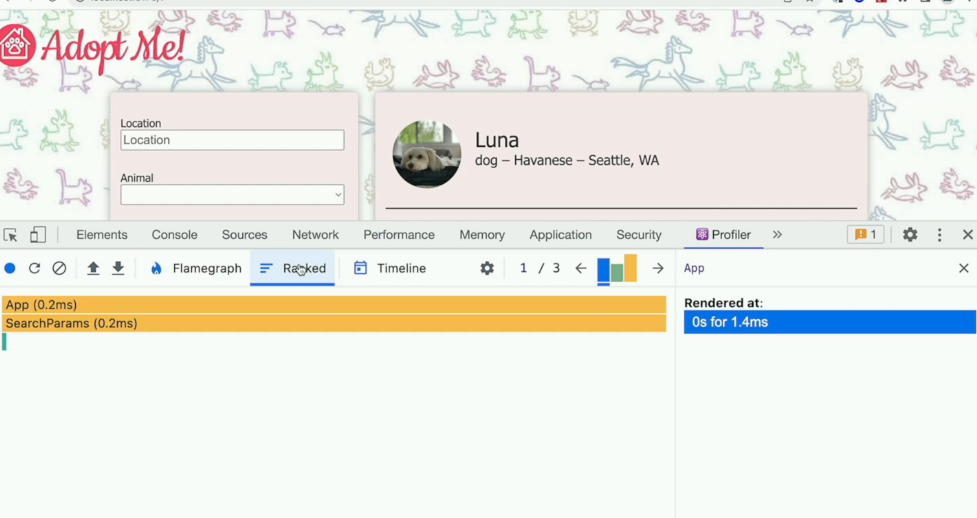 Adopt Me!
Location
Location
Animal
Luna
dog – Havanese – Seattle, WA
Elements Console Sources Network Performance Memory Application Security Profiler » 1
Flamegraph Ranked Timeline 1 / 3 App
App (0.2ms)
SearchParams (0.2ms)
Rendered at:
0s for 1.4ms